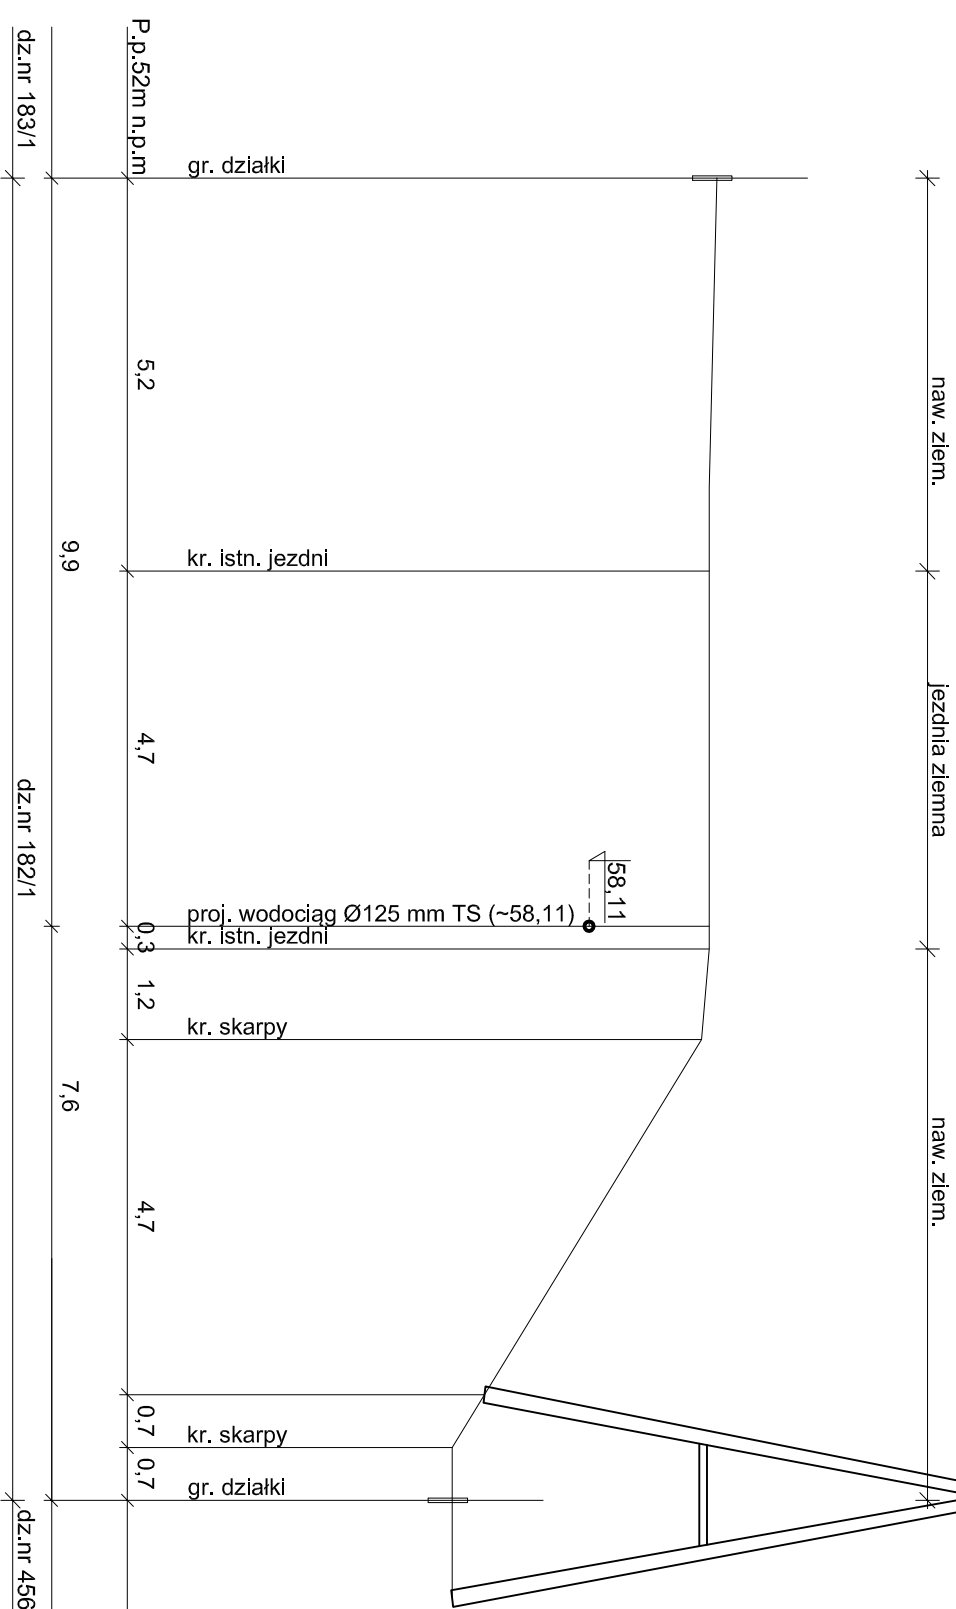 P.p.52m n.p.m
dz.nr 183/1
gr. działki
5,2
naw. ziem.
9,9
kr. istn. jezdni
4,7
jezdnia ziemna
dz.nr 182/1
58,11
proj. wodociąg Ø125 mm TS (~58,11)
0,3
kr. istn. jezdni
1,2
kr. skarpy
7,6
naw. ziem.
4,7
0,7
kr. skarpy
0,7
gr. działki
dz.nr 456